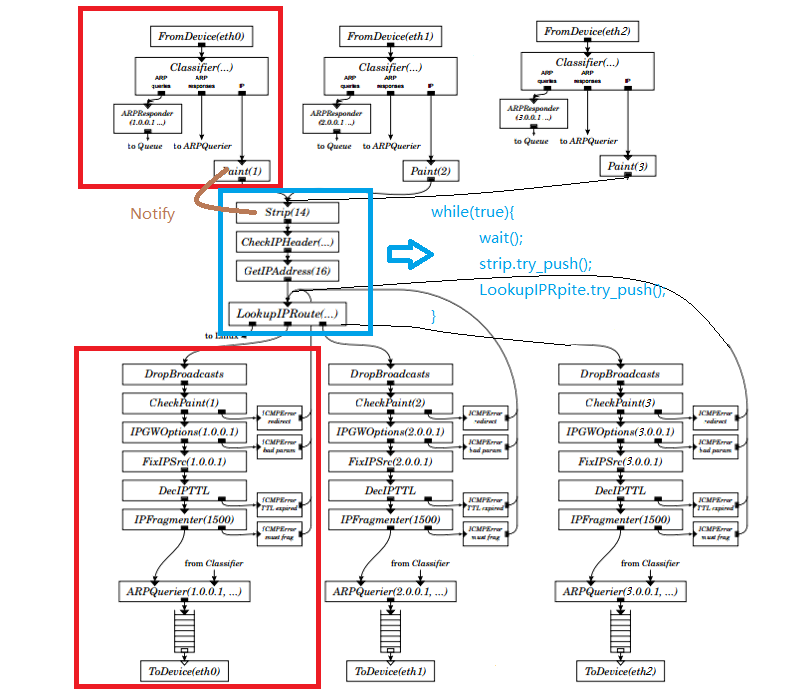 FromDevice(eth0)
FromDevice(eth1)
FromDevice(eth2)
Classifier(...)
Classifier(...)
Classifier(...)
ARP queries
ARP responses
IP
ARP queries
ARP responses
IP
ARP queries
ARP responses
IP
ARPResponder
(1.0.0.1 ...)
ARPResponder
(2.0.0.1 ...)
ARPResponder
(3.0.0.1 ..)
to Queue
to ARPQuerier
to Queue
to ARPQuerier
to Queue
to ARPQuerier
Paint(1)
Paint(2)
Paint(3)
Notify
Strip(14)
CheckIPHeader(...)
GetIPAddress(16)
LookupIPRoute(...)
while(true){
wait();
strip.try_push();
LookupIPRpite.try_push();
}
to Linux
DropBroadcasts
CheckPaint(1)
ICMPError
redirect
IPGWOptions(1.0.0.1)
ICMPError
bad param
FixIPSrc(1.0.0.1)
DecIPTTL
ICMPError
TTL expired
IPFragmenter(1500)
ICMPError
must frag
from Classifier
ARPQuerier(1.0.0.1, ...)
ToDevice(eth0)
DropBroadcasts
CheckPaint(2)
ICMPError
redirect
IPGWOptions(2.0.0.1)
ICMPError
bad param
FixIPSrc(2.0.0.1)
DecIPTTL
ICMPError
TTL expired
IPFragmenter(1500)
ICMPError
must frag
from Classifier
ARPQuerier(2.0.0.1, ...)
ToDevice(eth1)
DropBroadcasts
CheckPaint(3)
ICMPError
redirect
IPGWOptions(3.0.0.1)
ICMPError
bad param
FixIPSrc(3.0.0.1)
DecIPTTL
ICMPError
TTL expired
IPFragmenter(1500)
ICMPError
must frag
from Classifier
ARPQuerier(3.0.0.1, ...)
ToDevice(eth2)